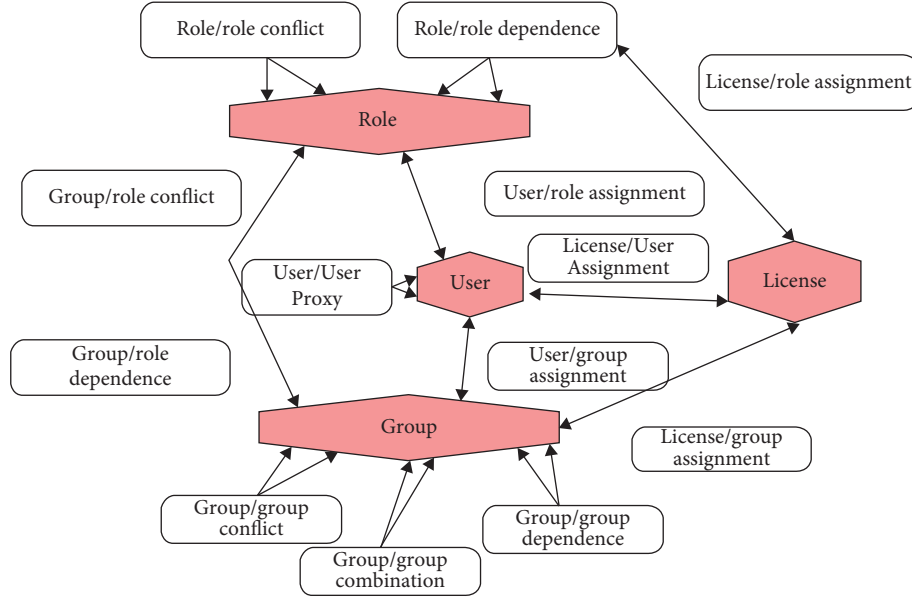 Role/role conflict
Role/role dependence
License/role assignment
Role
Group/role conflict
User/role assignment
License/User
Assignment
User/User
Proxy
User
License
Group/role
dependence
User/group
assignment
Group
License/group
assignment
Group/group
conflict
Group/group
dependence
Group/group
combination